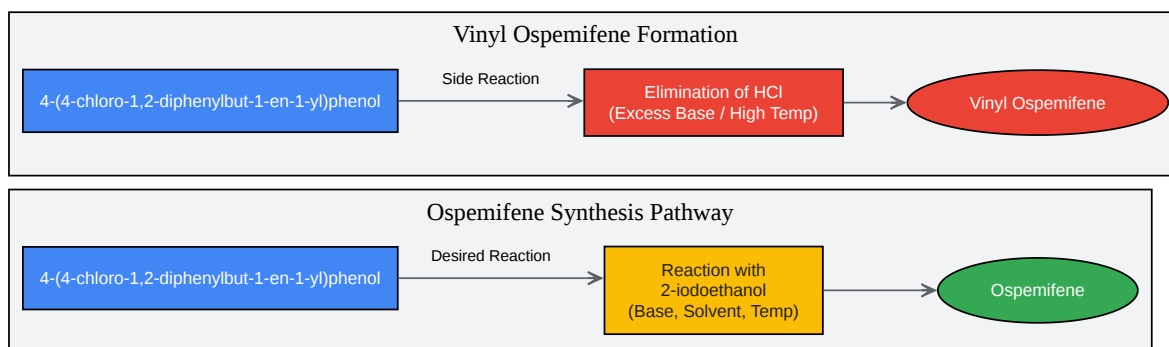 Vinyl Ospemifene Formation
4-(4-chloro-1,2-diphenylbut-1-en-1-yl)phenol
Side Reaction
Elimination of HCl
(Excess Base / High Temp)
Vinyl Ospemifene
Ospemifene Synthesis Pathway
4-(4-chloro-1,2-diphenylbut-1-en-1-yl)phenol
Desired Reaction
Reaction with
2-iodoethanol
(Base, Solvent, Temp)
Ospemifene